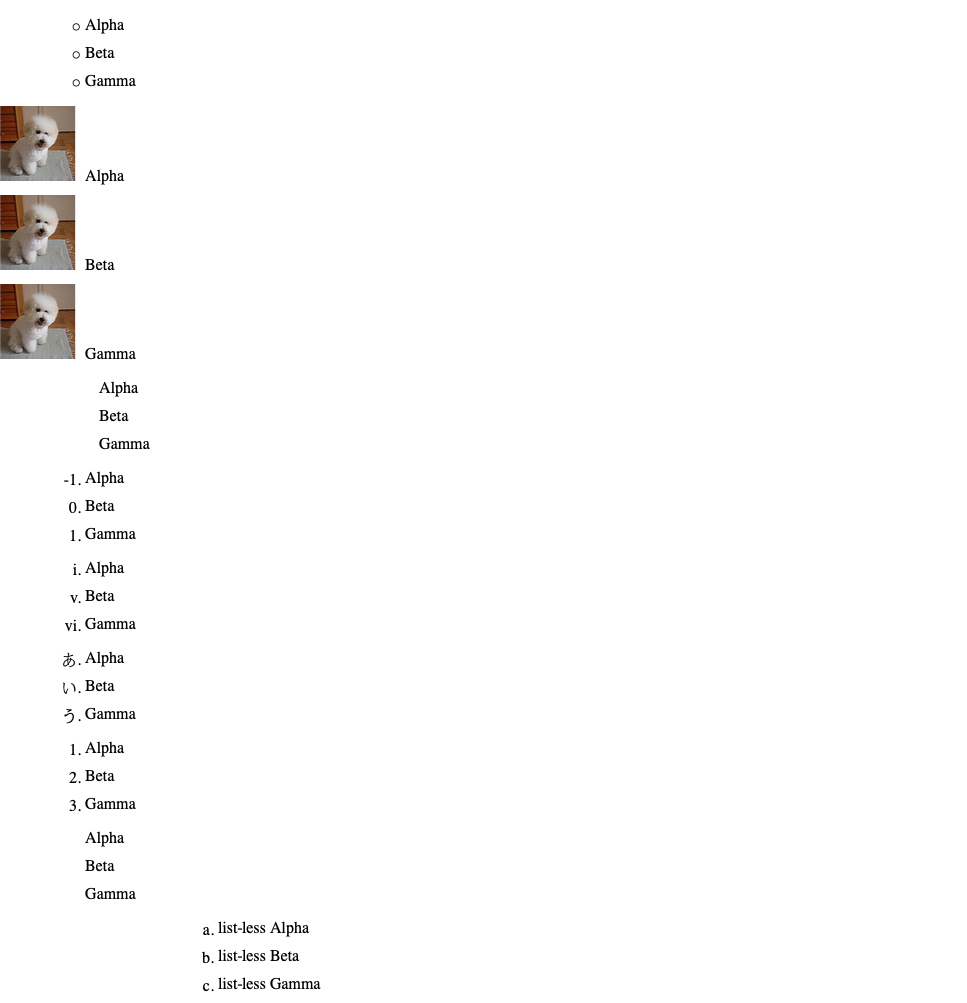 ○ Alpha
○ Beta
○ Gamma
Alpha
Beta
Gamma
Alpha
Beta
Gamma
-1. Alpha
0. Beta
1. Gamma
i. Alpha
v. Beta
vi. Gamma
あ. Alpha
い. Beta
う. Gamma
1. Alpha
2. Beta
3. Gamma
Alpha
Beta
Gamma
a. list-less Alpha
b. list-less Beta
c. list-less Gamma